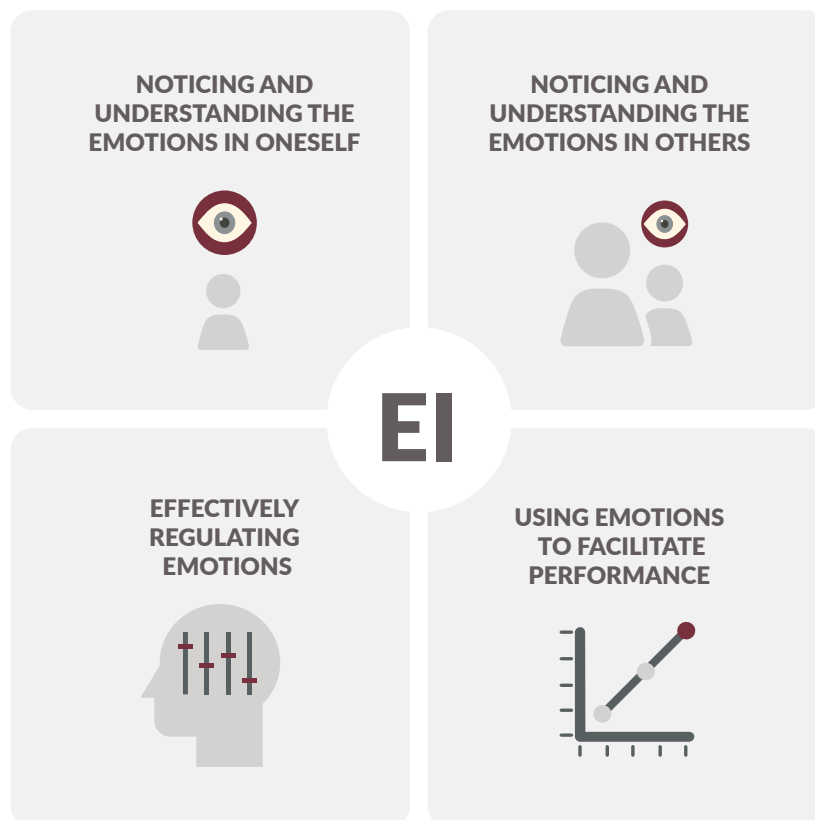 NOTICING AND
UNDERSTANDING THE
EMOTIONS IN ONESELF
NOTICING AND
UNDERSTANDING THE
EMOTIONS IN OTHERS
EI
EFFECTIVELY
REGULATING
EMOTIONS
USING EMOTIONS
TO FACILITATE
PERFORMANCE